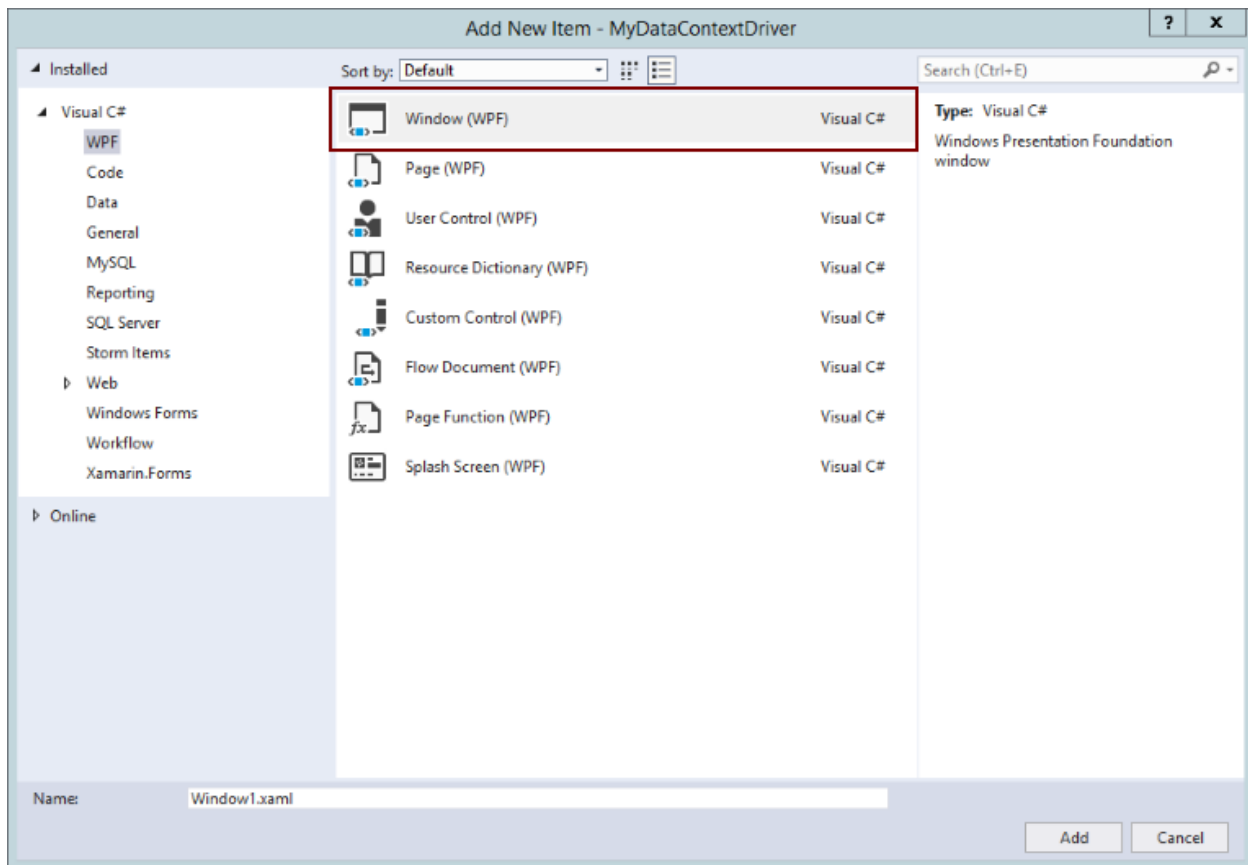 Add New Item - MyDataContextDriver
? x
Installed
Sort by: Default
Search (Ctrl+E)
Visual C#
WPF
Code
Data
General
MySQL
Reporting
SQL Server
Storm Items
Web
Windows Forms
Workflow
Xamarin.Forms
Online
Window (WPF) Visual C#
Page (WPF) Visual C#
User Control (WPF) Visual C#
Resource Dictionary (WPF) Visual C#
Custom Control (WPF) Visual C#
Flow Document (WPF) Visual C#
Page Function (WPF) Visual C#
Splash Screen (WPF) Visual C#
Type: Visual C#
Windows Presentation Foundation
window
Name: Window1.xaml
Add Cancel